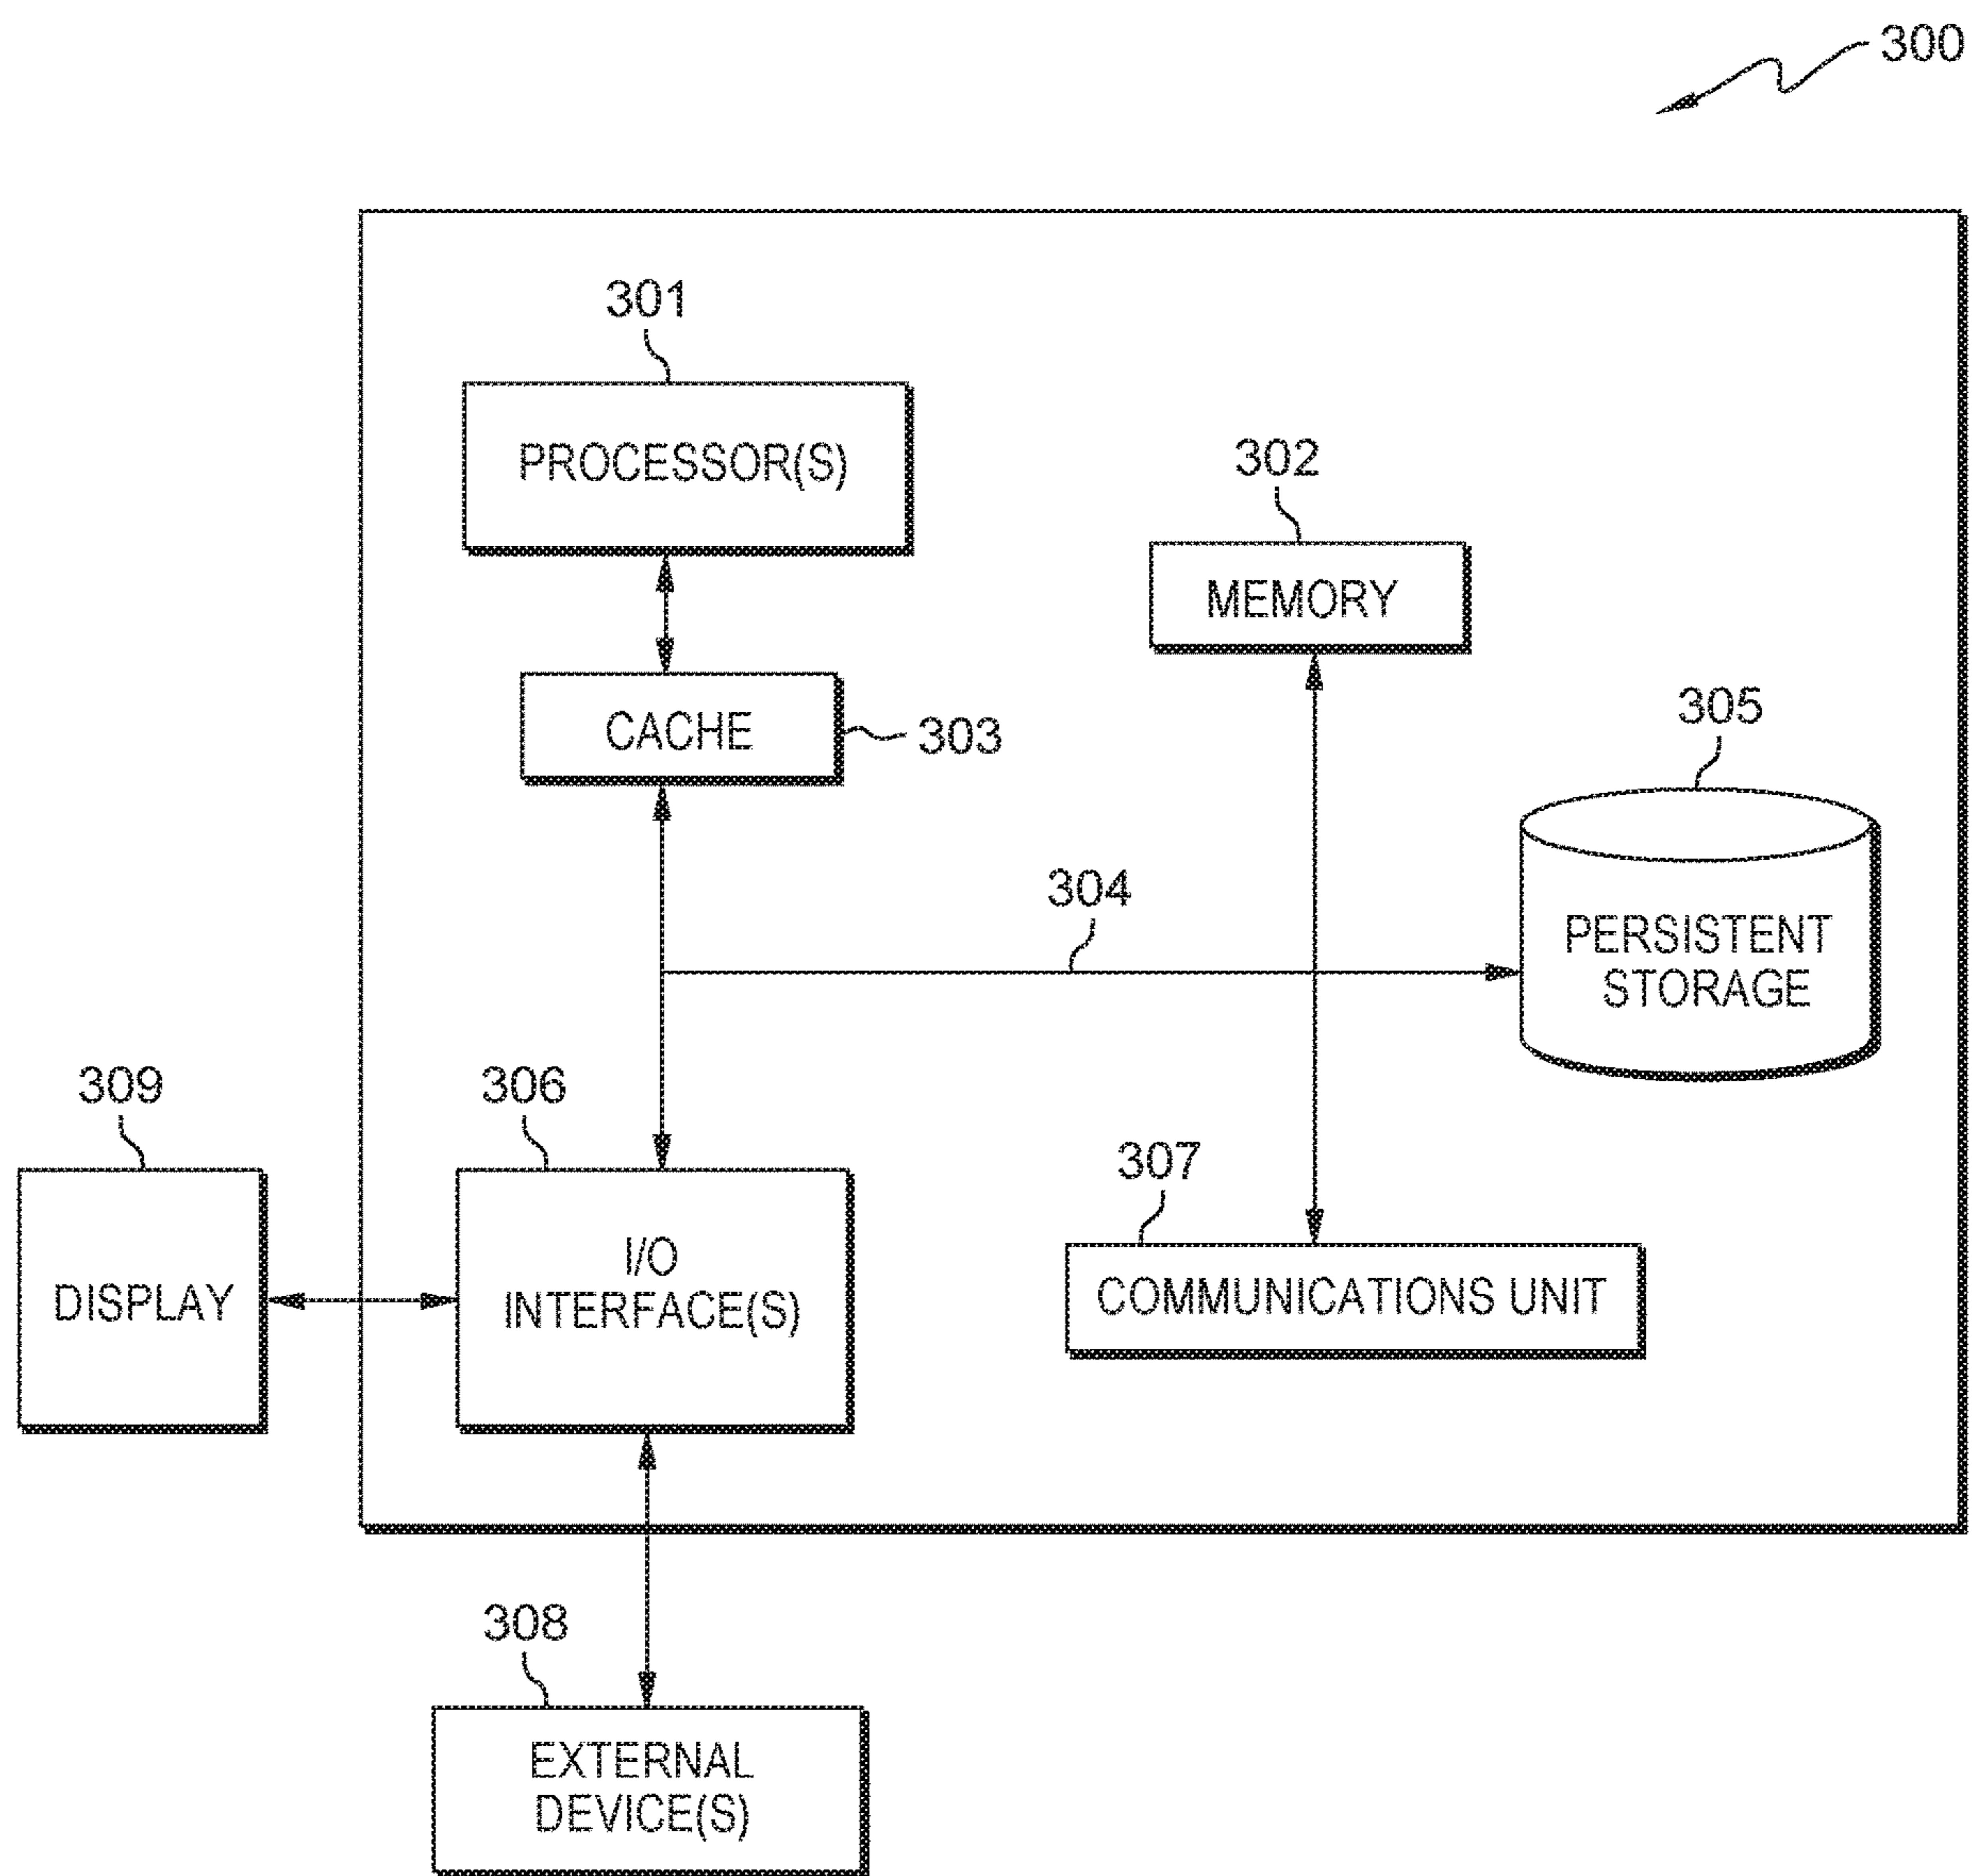 300
301
PROCESSOR(S)
302
MEMORY
CACHE
303
305
304
PERSISTENT
STORAGE
309
306
307
DISPLAY
I/O
INTERFACE(S)
COMMUNICATIONS UNIT
308
EXTERNAL
DEVICE(S)